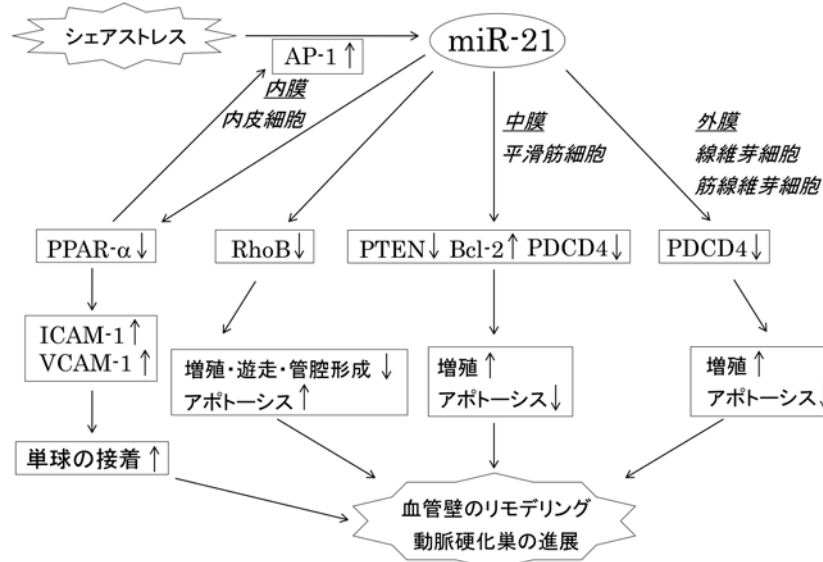 シェアストレス
miR-21
AP-1↑
内膜
内皮細胞
中膜
平滑筋細胞
外膜
線維芽細胞
筋線維芽細胞
PPAR-α↓
RhoB↓
PTEN↓ Bcl-2↑ PDCD4↓
PDCD4↓
ICAM-1↑
VCAM-1↑
増殖・遊走・管腔形成↓
アポトーシス↑
増殖↑
アポトーシス↓
増殖↑
アポトーシス↓
単球の接着↑
血管壁のリモデリング
動脈硬化巣の進展